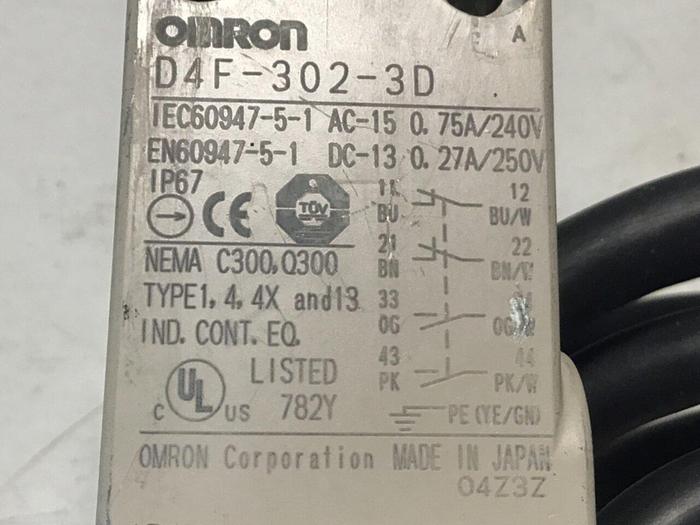 OMRON
A
D4F-302-3D
IEC60947-5-1 AC-15 0.75A/240V
EN60947-5-1 DC-13 0.27A/250V
IP67
CE
TÜV
11 12
BU BU/W
21 22
BN BN/W
NEMA C300,Q300
TYPE1, 4, 4X and13
33
OG
IND. CONT. EQ.
43 44
PK PK/W
C UL US
LISTED
782Y
PE(YE/GN)
OMRON Corporation MADE IN JAPAN
04Z3Z